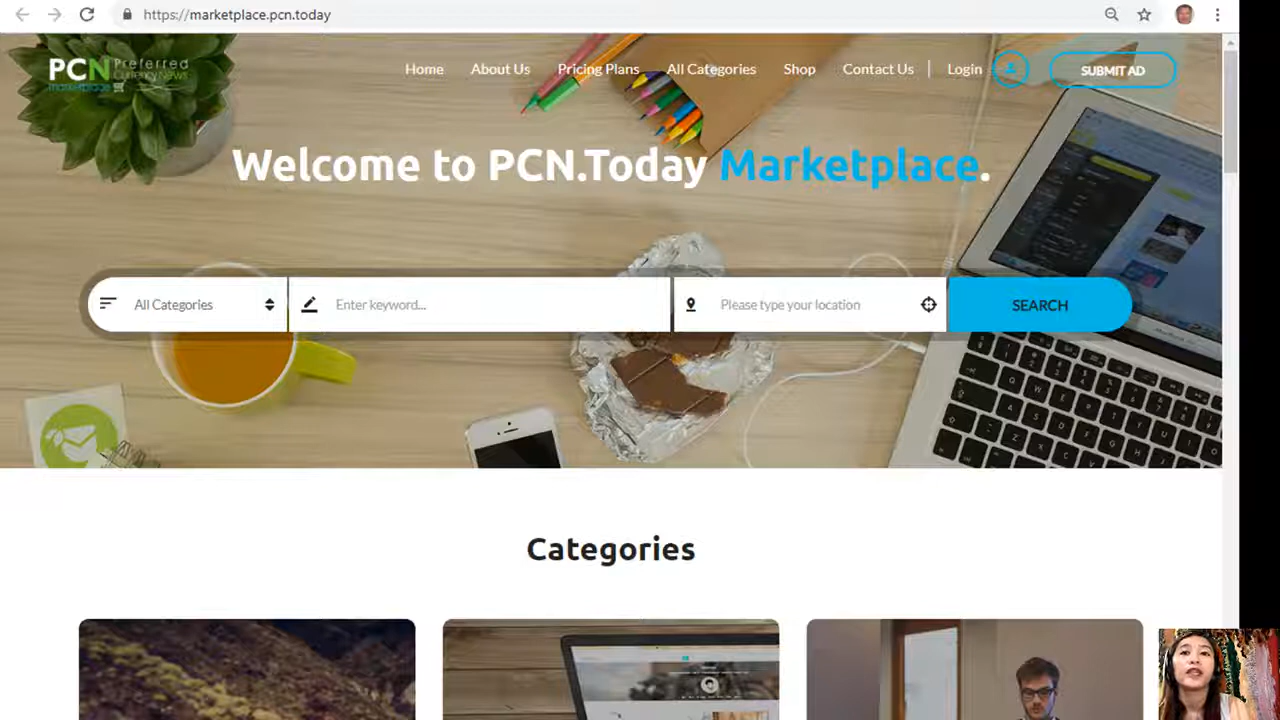 https://marketplace.pcn.today
PCN Preferred
Currency News
marketplace
Home About Us Pricing Plans All Categories Shop Contact Us Login SUBMIT AD
Welcome to PCN.Today Marketplace.
All Categories Enter keyword... Please type your location SEARCH
Categories